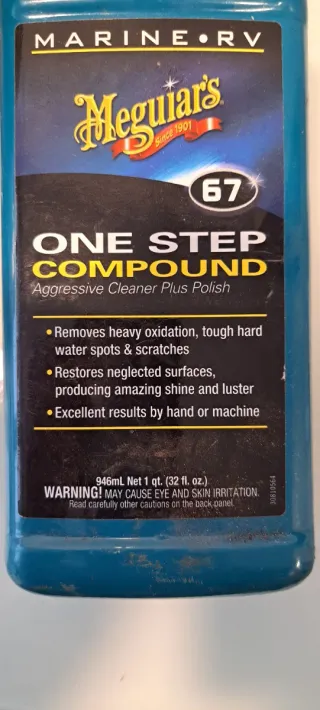 MARINE•RV
Meguiar's
Since 1901
67
ONE STEP
COMPOUND
Aggressive Cleaner Plus Polish
• Removes heavy oxidation, tough hard
water spots & scratches
• Restores neglected surfaces,
producing amazing shine and luster
• Excellent results by hand or machine
946mL Net 1 qt. (32 fl. oz.)
WARNING! MAY CAUSE EYE AND SKIN IRRITATION.
Read carefully other cautions on the back panel.